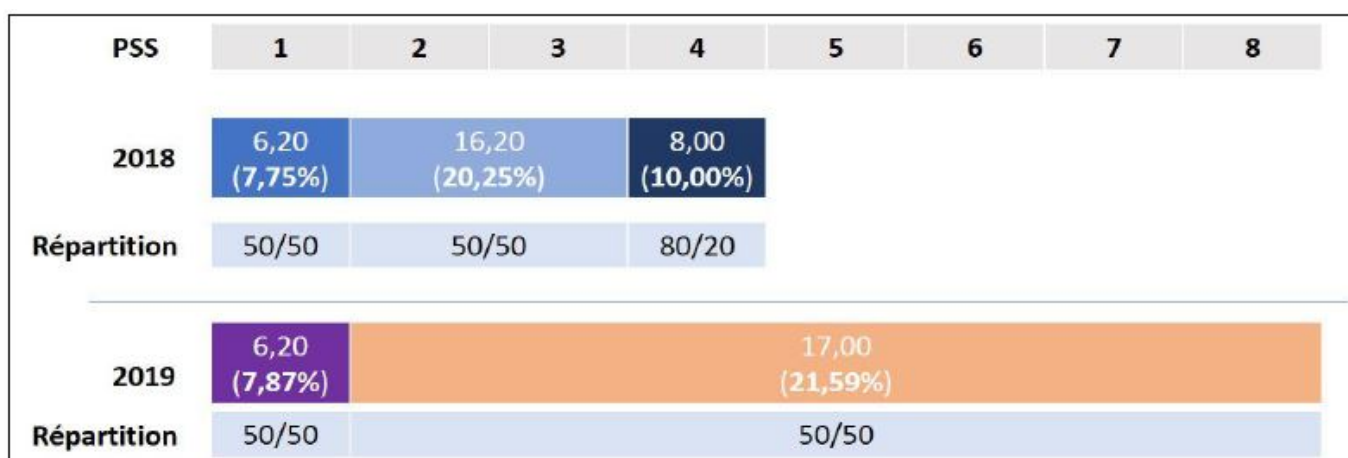 PSS 1 2 3 4 5 6 7 8
2018 6,20 16,20 8,00
(7,75%) (20,25%) (10,00%)
Répartition 50/50 50/50 80/20
2019 6,20 17,00
(7,87%) (21,59%)
Répartition 50/50 50/50